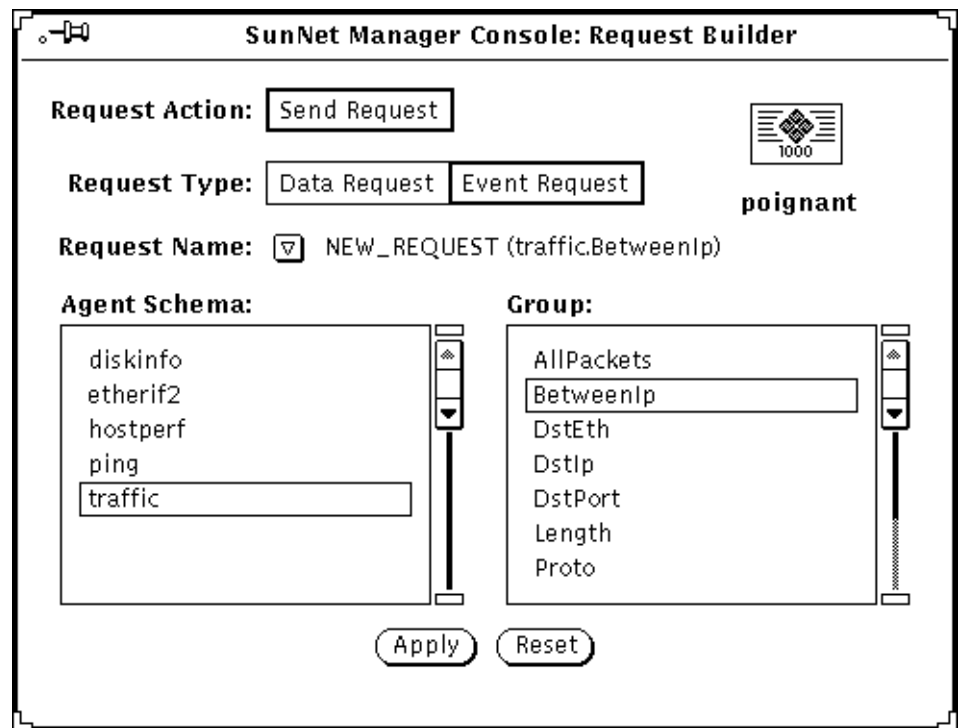 SunNet Manager Console: Request Builder
Request Action: Send Request
1000
Request Type: Data Request Event Request
poignant
Request Name: NEW_REQUEST (traffic.BetweenIp)
Agent Schema:
diskinfo
etherif2
hostperf
ping
traffic
Group:
AllPackets
BetweenIp
DstEth
DstIp
DstPort
Length
Proto
Apply Reset